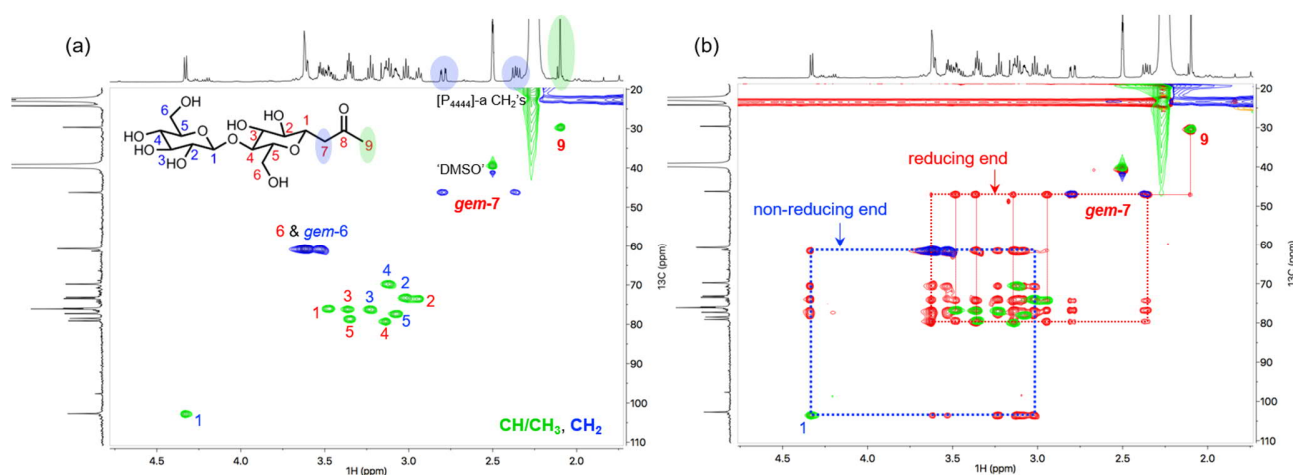 (a)
[P4444]-a CH2's
OH
6
O
HO
5
4
HO
3
HO
2
1
O
HO
HO
3
2
1
7
8
9
O
4
5
O
6
OH
'DMSO'
9
gem-7
6 & gem-6
4
2
1 3 3 2
5 4 5
1
CH/CH3, CH2
20
30
40
50
60
70
80
90
100
110
13C (ppm)
4.5 4.0 3.5 3.0 2.5 2.0
1H (ppm)
(b)
9
reducing end
non-reducing end
gem-7
1
20
30
40
50
60
70
80
90
100
110
13C (ppm)
4.5 4.0 3.5 3.0 2.5 2.0
1H (ppm)